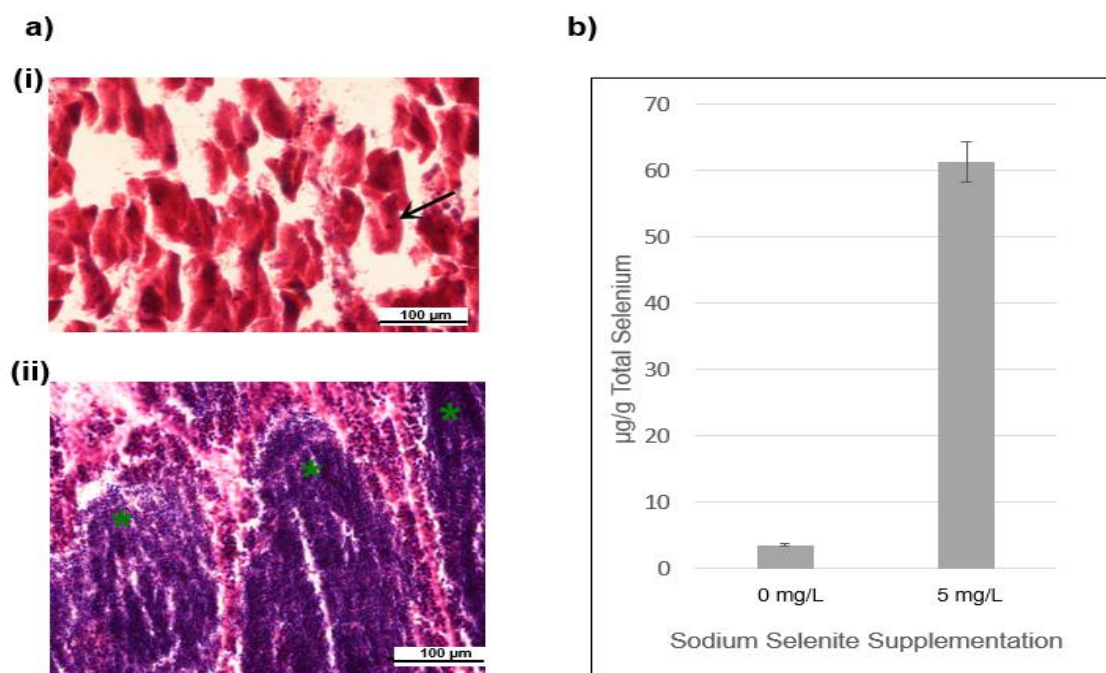 a)
(i)
100 µm
(ii)
*
*
*
100 µm
b)
µg/g Total Selenium
70
60
50
40
30
20
10
0
0 mg/L
5 mg/L
Sodium Selenite Supplementation